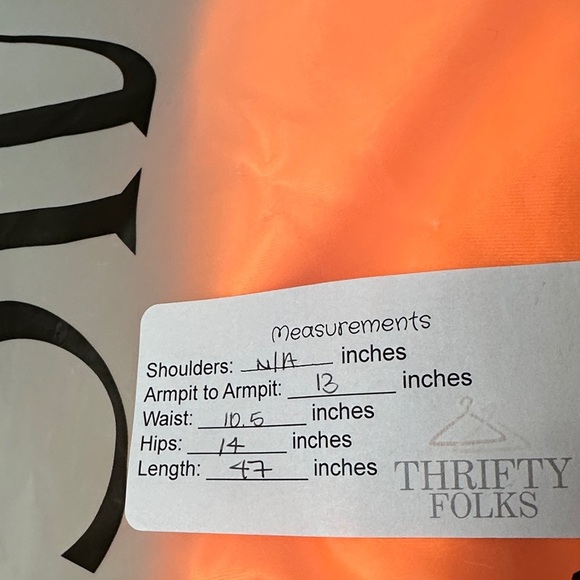 measurements
Shoulders: N/A inches
Armpit to Armpit: 13 inches
Waist: 10.5 inches
Hips: 14 inches
Length: 47 inches
THRIFTY
FOLKS